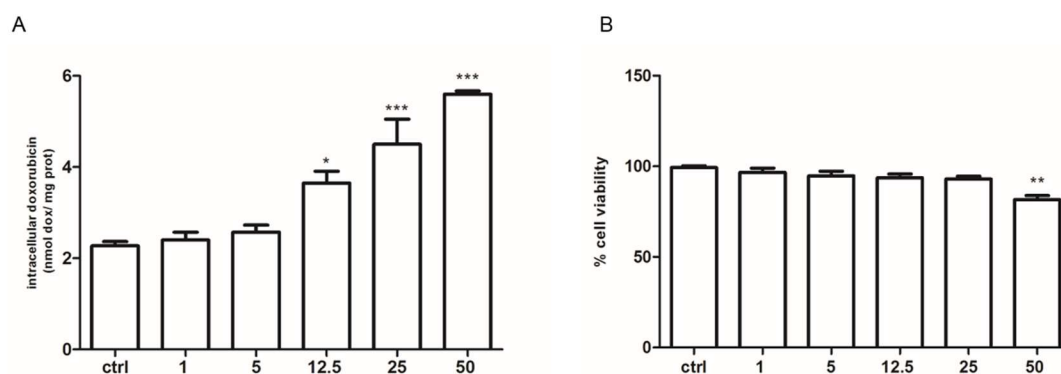 A
intracellular doxorubicin
(nmol dox/ mg prot)
6
4
2
0
*
***
***
ctrl 1 5 12.5 25 50
B
% cell viability
150
100
50
0
**
ctrl 1 5 12.5 25 50